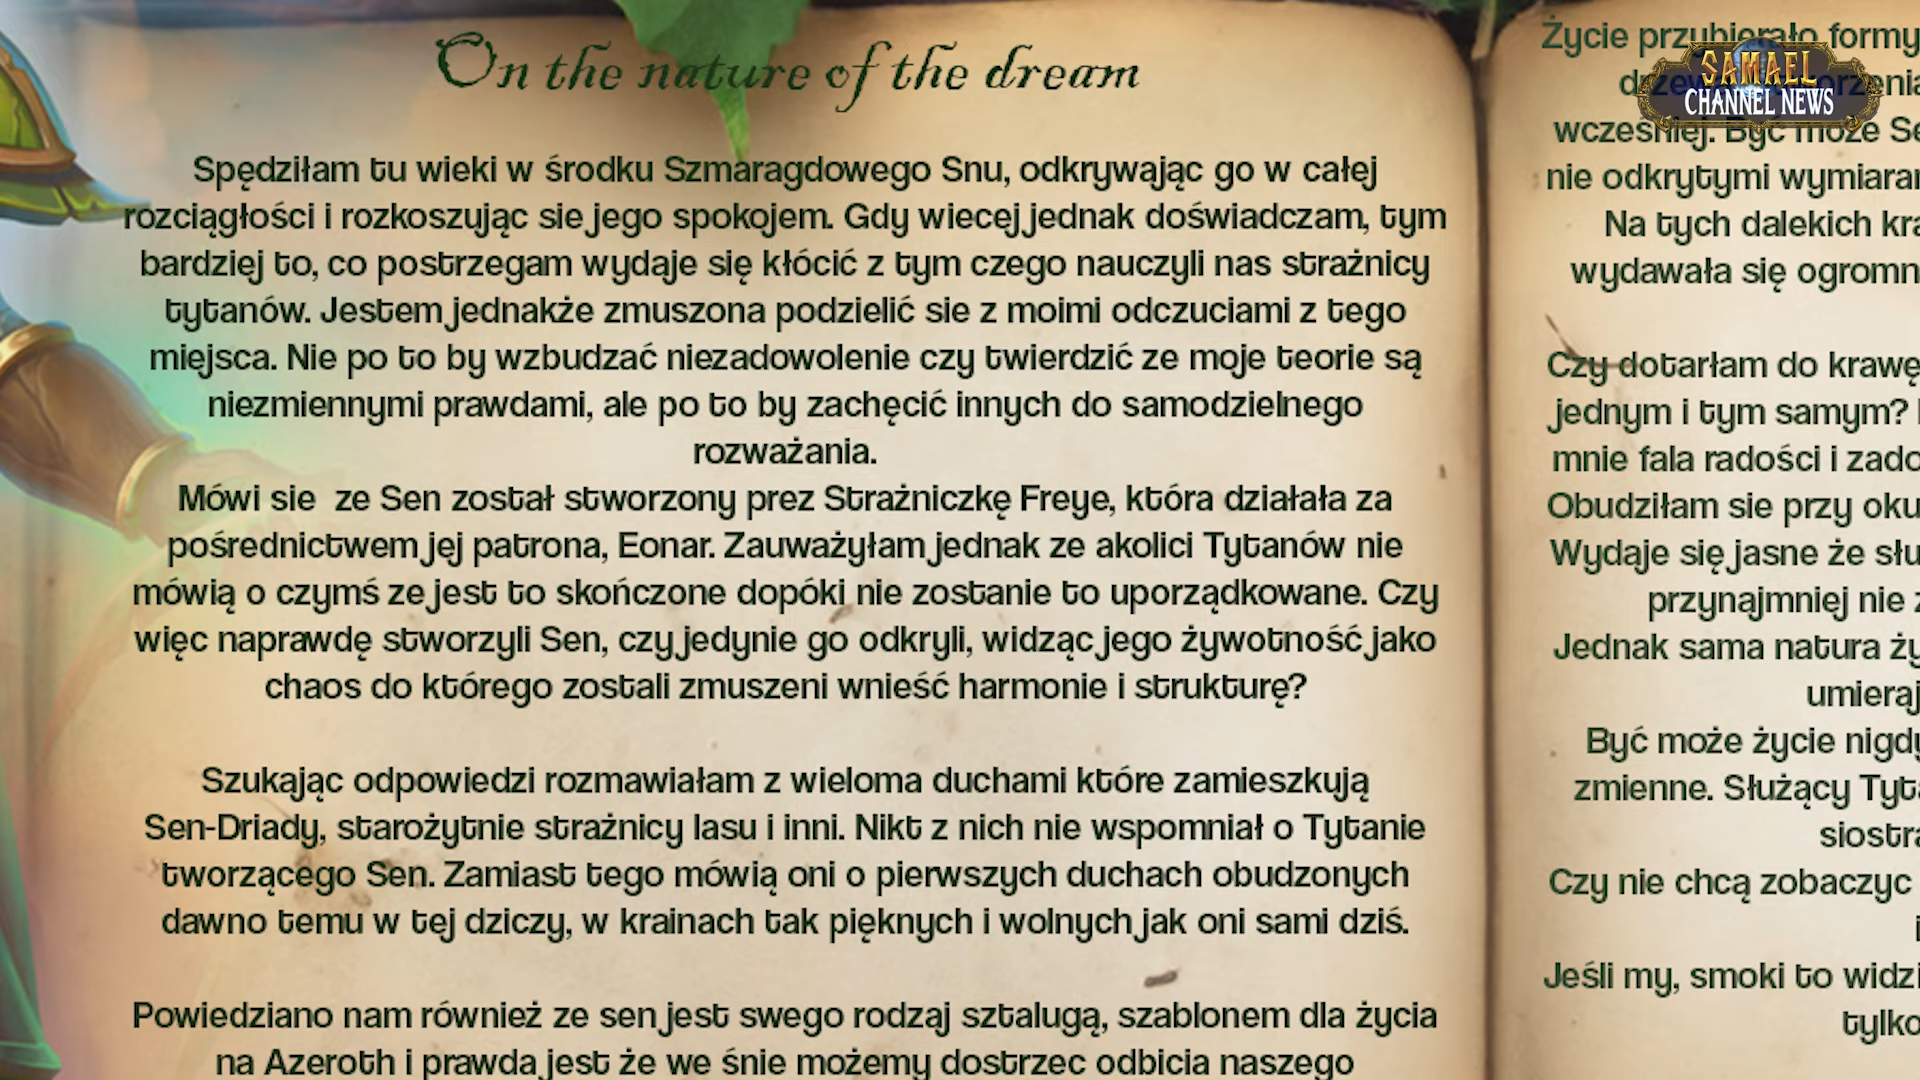 On the nature of the dream
Spędziłam tu wieki w środku Szmaragdowego Snu, odkrywając go w całej
rozciągłości i rozkoszując sie jego spokojem. Gdy wiecej jednak doświadczam, tym
bardziej to, co postrzegam wydaje się kłócić z tym czego nauczyli nas strażnicy
tytanów. Jestem jednakże zmuszona podzielić sie z moimi odczuciami z tego
miejsca. Nie po to by wzbudzać niezadowolenie czy twierdzić ze moje teorie są
niezmiennymi prawdami, ale po to by zachęcić innych do samodzielnego
rozważania.
Mówi sie ze Sen został stworzony prez Strażniczkę Freye, która działała za
pośrednictwem jęj patrona, Eonar. Zauważyłam jednak ze akolici Tytanów nie
mówią o czymś ze jest to skończone dopóki nie zostanie to uporządkowane. Czy
więc naprawdę stworzyli Sen, czy jedynie go odkryli, widząc jego żywotność jako
chaos do którego zostali zmuszeni wnieść harmonie i strukturę?
Szukając odpowiedzi rozmawiałam z wieloma duchami które zamieszkują
Sen-Driady, starożytnie strażnicy lasu i inni. Nikt z nich nie wspomniał o Tytanie
tworzącego Sen. Zamiast tego mówią oni o pierwszych duchach obudzonych
dawno temu w tej dziczy, w krainach tak pięknych i wolnych jak oni sami dziś.
Powiedziano nam również ze sen jest swego rodzaj sztalugą, szablonem dla życia
na Azeroth i prawda jest że we śnie możemy dostrzec odbicia naszego
Życie przybierało formy
wcześniej. Być może
nie odkrytymi
Na tych dalekich
wydawała się
Czy dotarłam do
jednym i tym samym?
mnie fala radości i
Obudziłam sie przy
Wydaje się jasne że
przynajmniej nie
Jednak sama natura
Być może życie
zmienne. Służący
Czy nie chcą zobaczyc
Jeśli my, smoki to
SAMAEL
CHANNEL NEWS